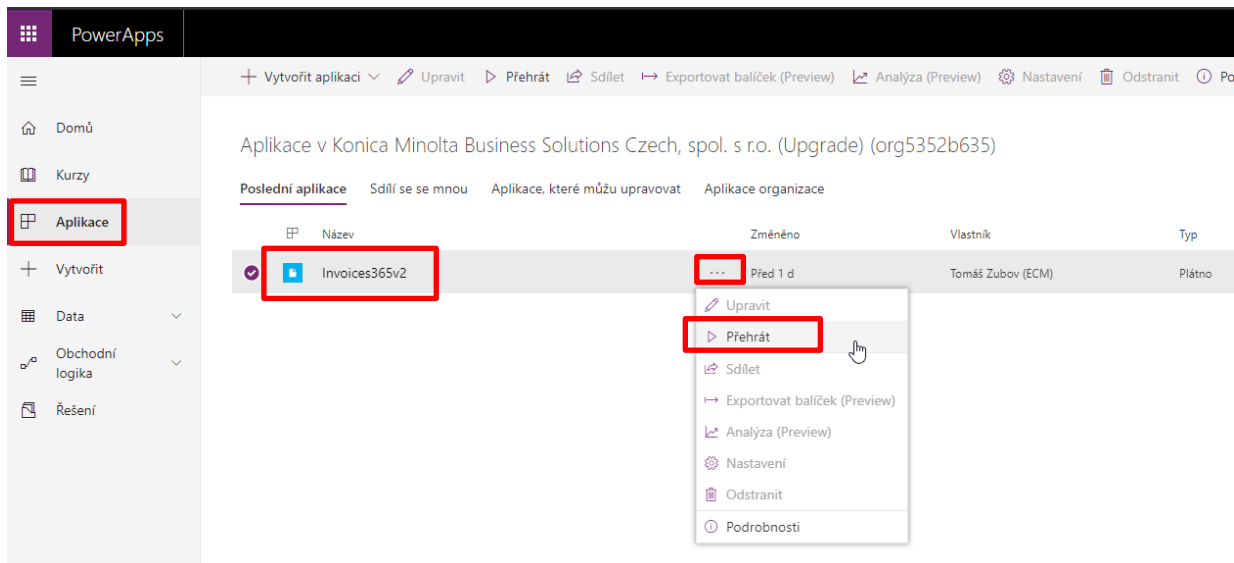 PowerApps
Vytvořit aplikaci Upravit Přehrát Sdílet Exportovat balíček (Preview) Analýza (Preview) Nastavení Odstranit Po
Domů
Kurzy
Aplikace
Vytvořit
Data
Obchodní
logika
Řešení
Aplikace v Konica Minolta Business Solutions Czech, spol. s r.o. (Upgrade) (org5352b635)
Poslední aplikace Sdílí se se mnou Aplikace, které můžu upravovat Aplikace organizace
Název Změněno Vlastník Typ
Invoices365v2 ... Před 1 d Tomáš Zubov (ECM) Plátno
Upravit
Přehrát
Sdílet
Exportovat balíček (Preview)
Analýza (Preview)
Nastavení
Odstranit
Podrobnosti